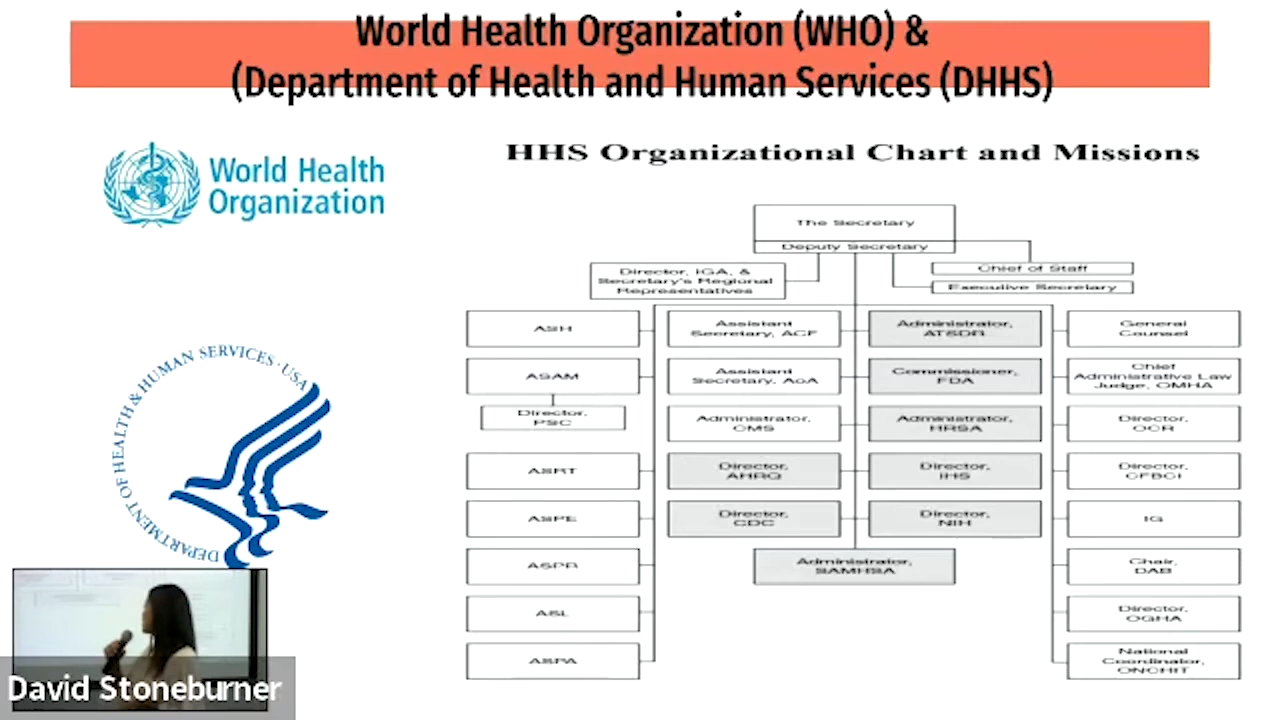 World Health Organization (WHO) &
(Department of Health and Human Services (DHHS)
World Health
Organization
HHS Organizational Chart and Missions
The Secretary
Deputy Secretary
Director, IGA, &
Secretary's Regional
Representatives
Chief of Staff
Executive Secretary
ASH
Assistant
Secretary, ACF
Administrator,
ATSDR
General
Counsel
ASAM
Assistant
Secretary, AoA
Commissioner,
FDA
Chief
Administrative Law
Judge, OMHA
Director,
PSC
Administrator,
CMS
Administrator,
HRSA
Director,
OCR
ASRT
Director,
AHRQ
Director,
IHS
Director,
CFBCI
ASPE
Director,
CDC
Director,
NIH
IG
ASPR
Administrator,
SAMHSA
Chair,
DAB
ASL
Director,
OGHA
ASPA
National
Coordinator,
ONCHIT
DEPARTMENT OF HEALTH & HUMAN SERVICES · USA
David Stoneburner